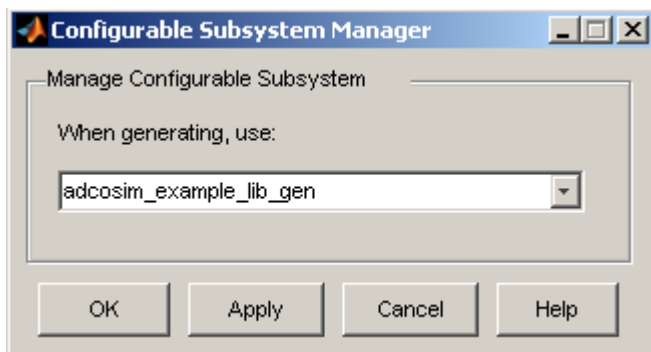 Configurable Subsystem Manager
Manage Configurable Subsystem
When generating, use:
adcosim_example_lib_gen
OK Apply Cancel Help